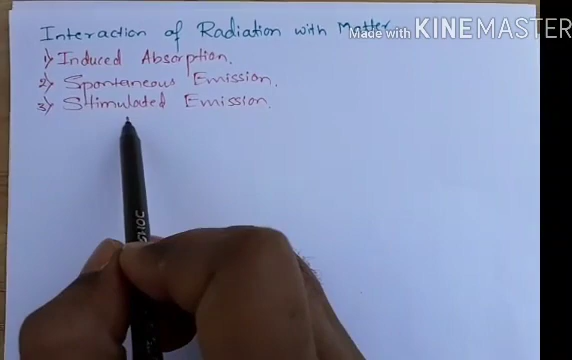 Interaction of Radiation with Matter
Made with KINEMASTER
1) Induced Absorption.
2) Spontaneous Emission.
3) Stimulated Emission.